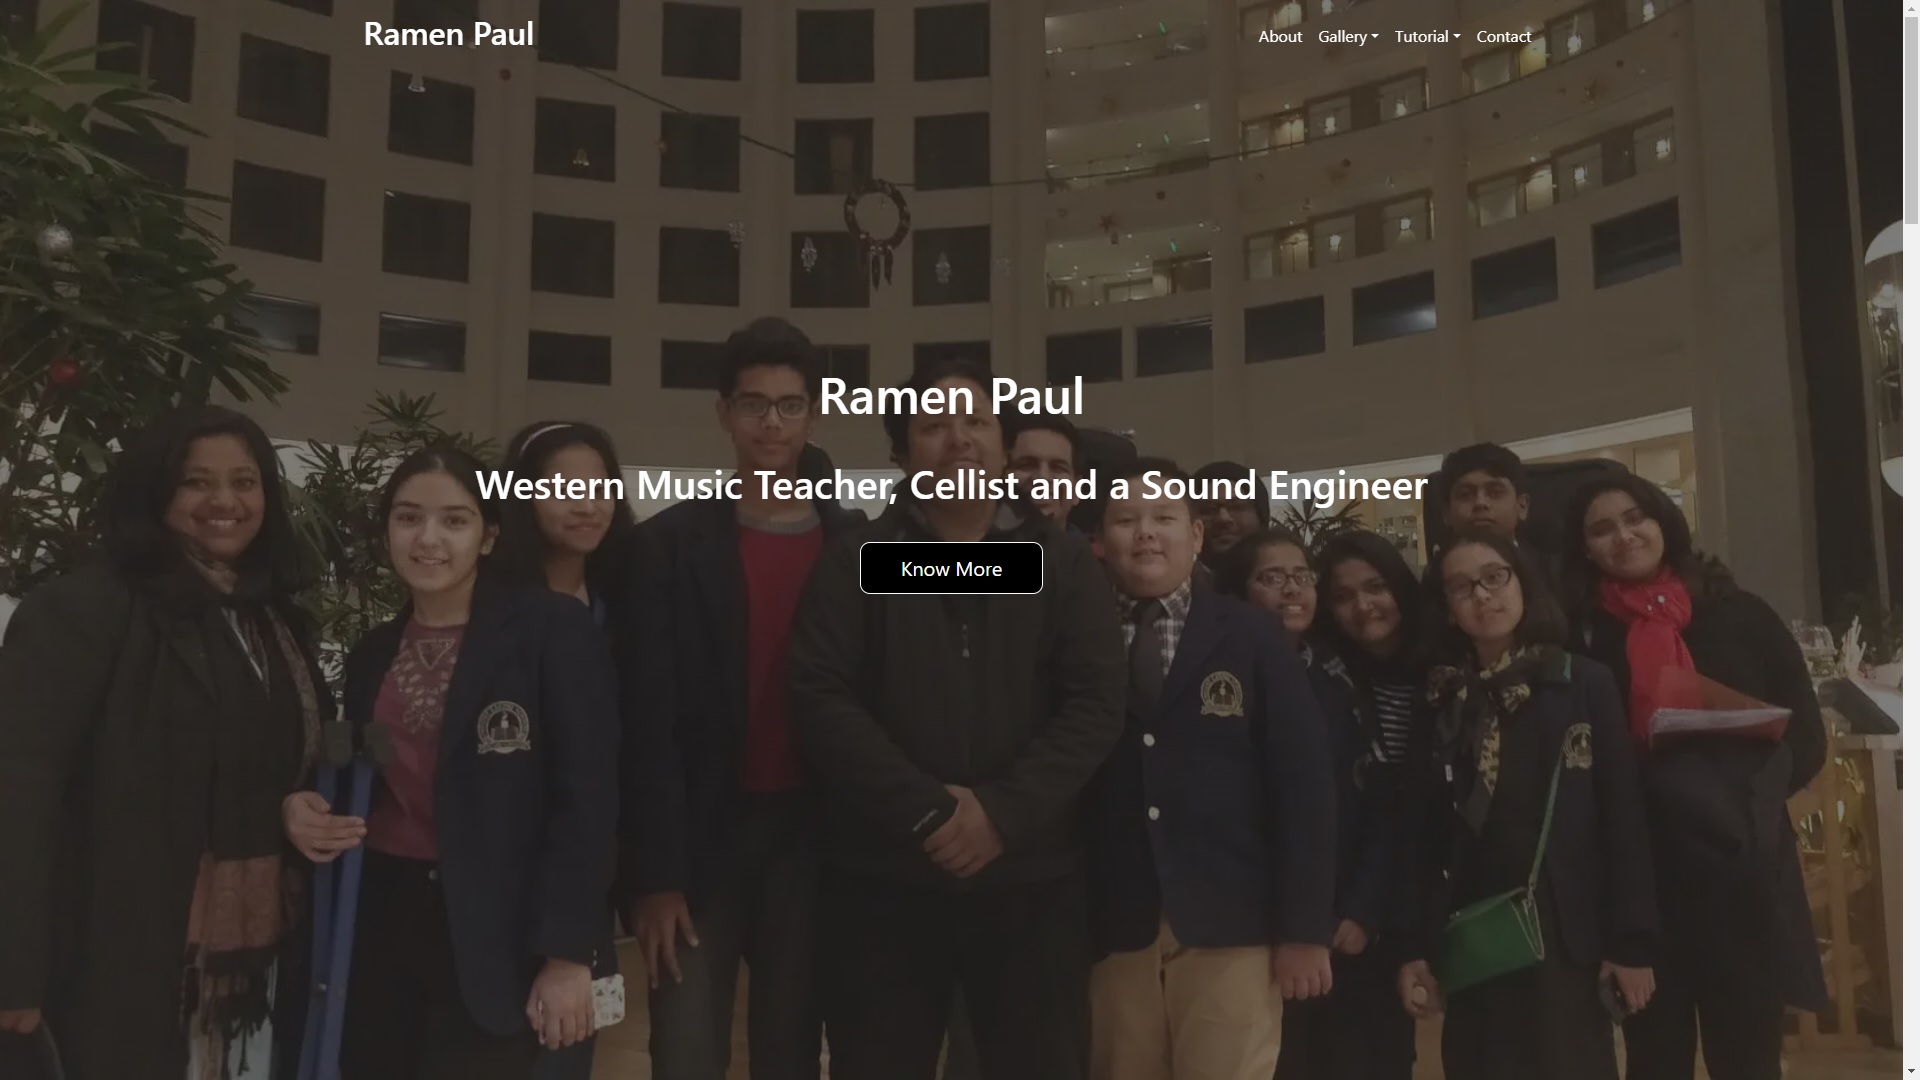 Ramen Paul
About Gallery Tutorial Contact
Ramen Paul
Western Music Teacher, Cellist and a Sound Engineer
Know More